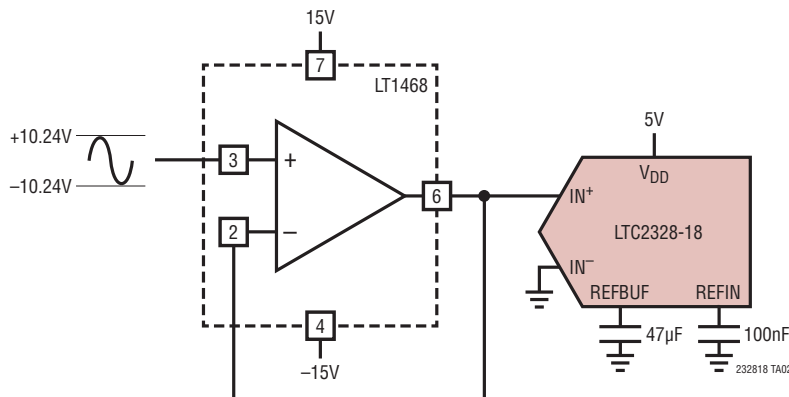 15V
7
LT1468
+10.24V
–10.24V
3
+
2
–
6
4
–15V
5V
VDD
IN+
LTC2328-18
IN–
REFBUF
REFIN
47µF
100nF
232818 TA02